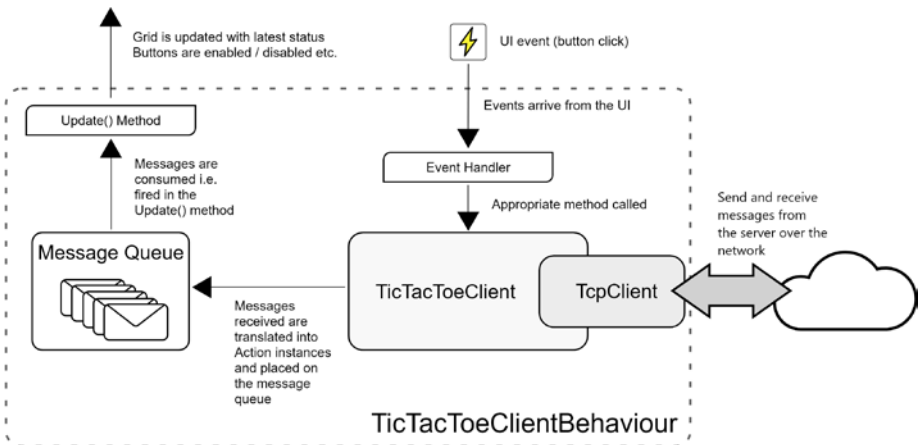 Grid is updated with latest status
Buttons are enabled / disabled etc.
UI event (button click)
Update() Method
Events arrive from the UI
Messages are
consumed i.e.
fired in the
Update() method
Event Handler
Appropriate method called
Send and receive
messages from
the server over the
network
Message Queue
TicTacToeClient
TcpClient
Messages
received are
translated into
Action instances
and placed on
the message
queue
TicTacToeClientBehaviour